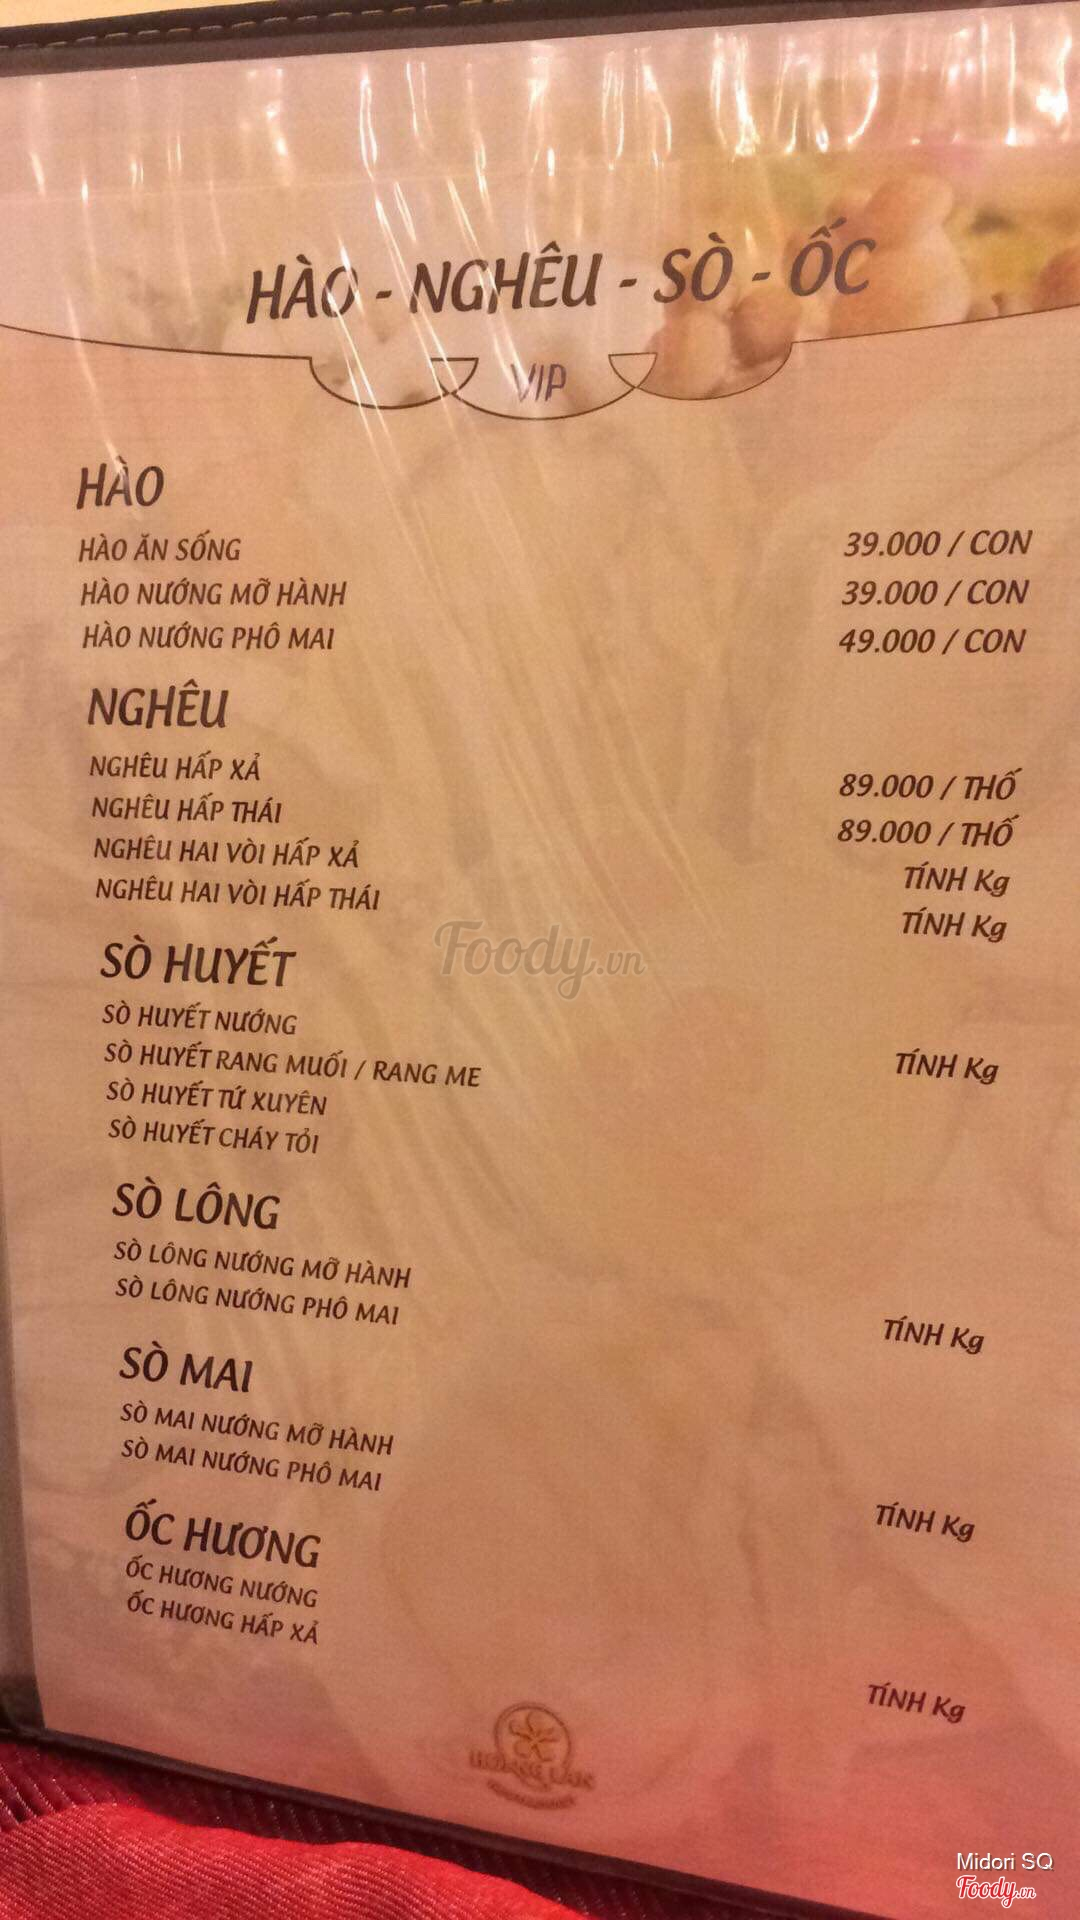 HÀO - NGHÊU - SÒ - ỐC
VIP
HÀO
HÀO ĂN SỐNG 39.000 / CON
HÀO NƯỚNG MỠ HÀNH 39.000 / CON
HÀO NƯỚNG PHÔ MAI 49.000 / CON
NGHÊU
NGHÊU HẤP XẢ 89.000 / THỐ
NGHÊU HẤP THÁI 89.000 / THỐ
NGHÊU HAI VÒI HẤP XẢ TÍNH Kg
NGHÊU HAI VÒI HẤP THÁI TÍNH Kg
Foody.vn
SÒ HUYẾT
SÒ HUYẾT NƯỚNG
SÒ HUYẾT RANG MUỐI / RANG ME TÍNH Kg
SÒ HUYẾT TỨ XUYÊN
SÒ HUYẾT CHÁY TỎI
SÒ LÔNG
SÒ LÔNG NƯỚNG MỠ HÀNH
SÒ LÔNG NƯỚNG PHÔ MAI
TÍNH Kg
SÒ MAI
SÒ MAI NƯỚNG MỠ HÀNH
SÒ MAI NƯỚNG PHÔ MAI
TÍNH Kg
ỐC HƯƠNG
ỐC HƯƠNG NƯỚNG
ỐC HƯƠNG HẤP XẢ
TÍNH Kg
HOÀNG LAN
Midori SQ
Foody.vn